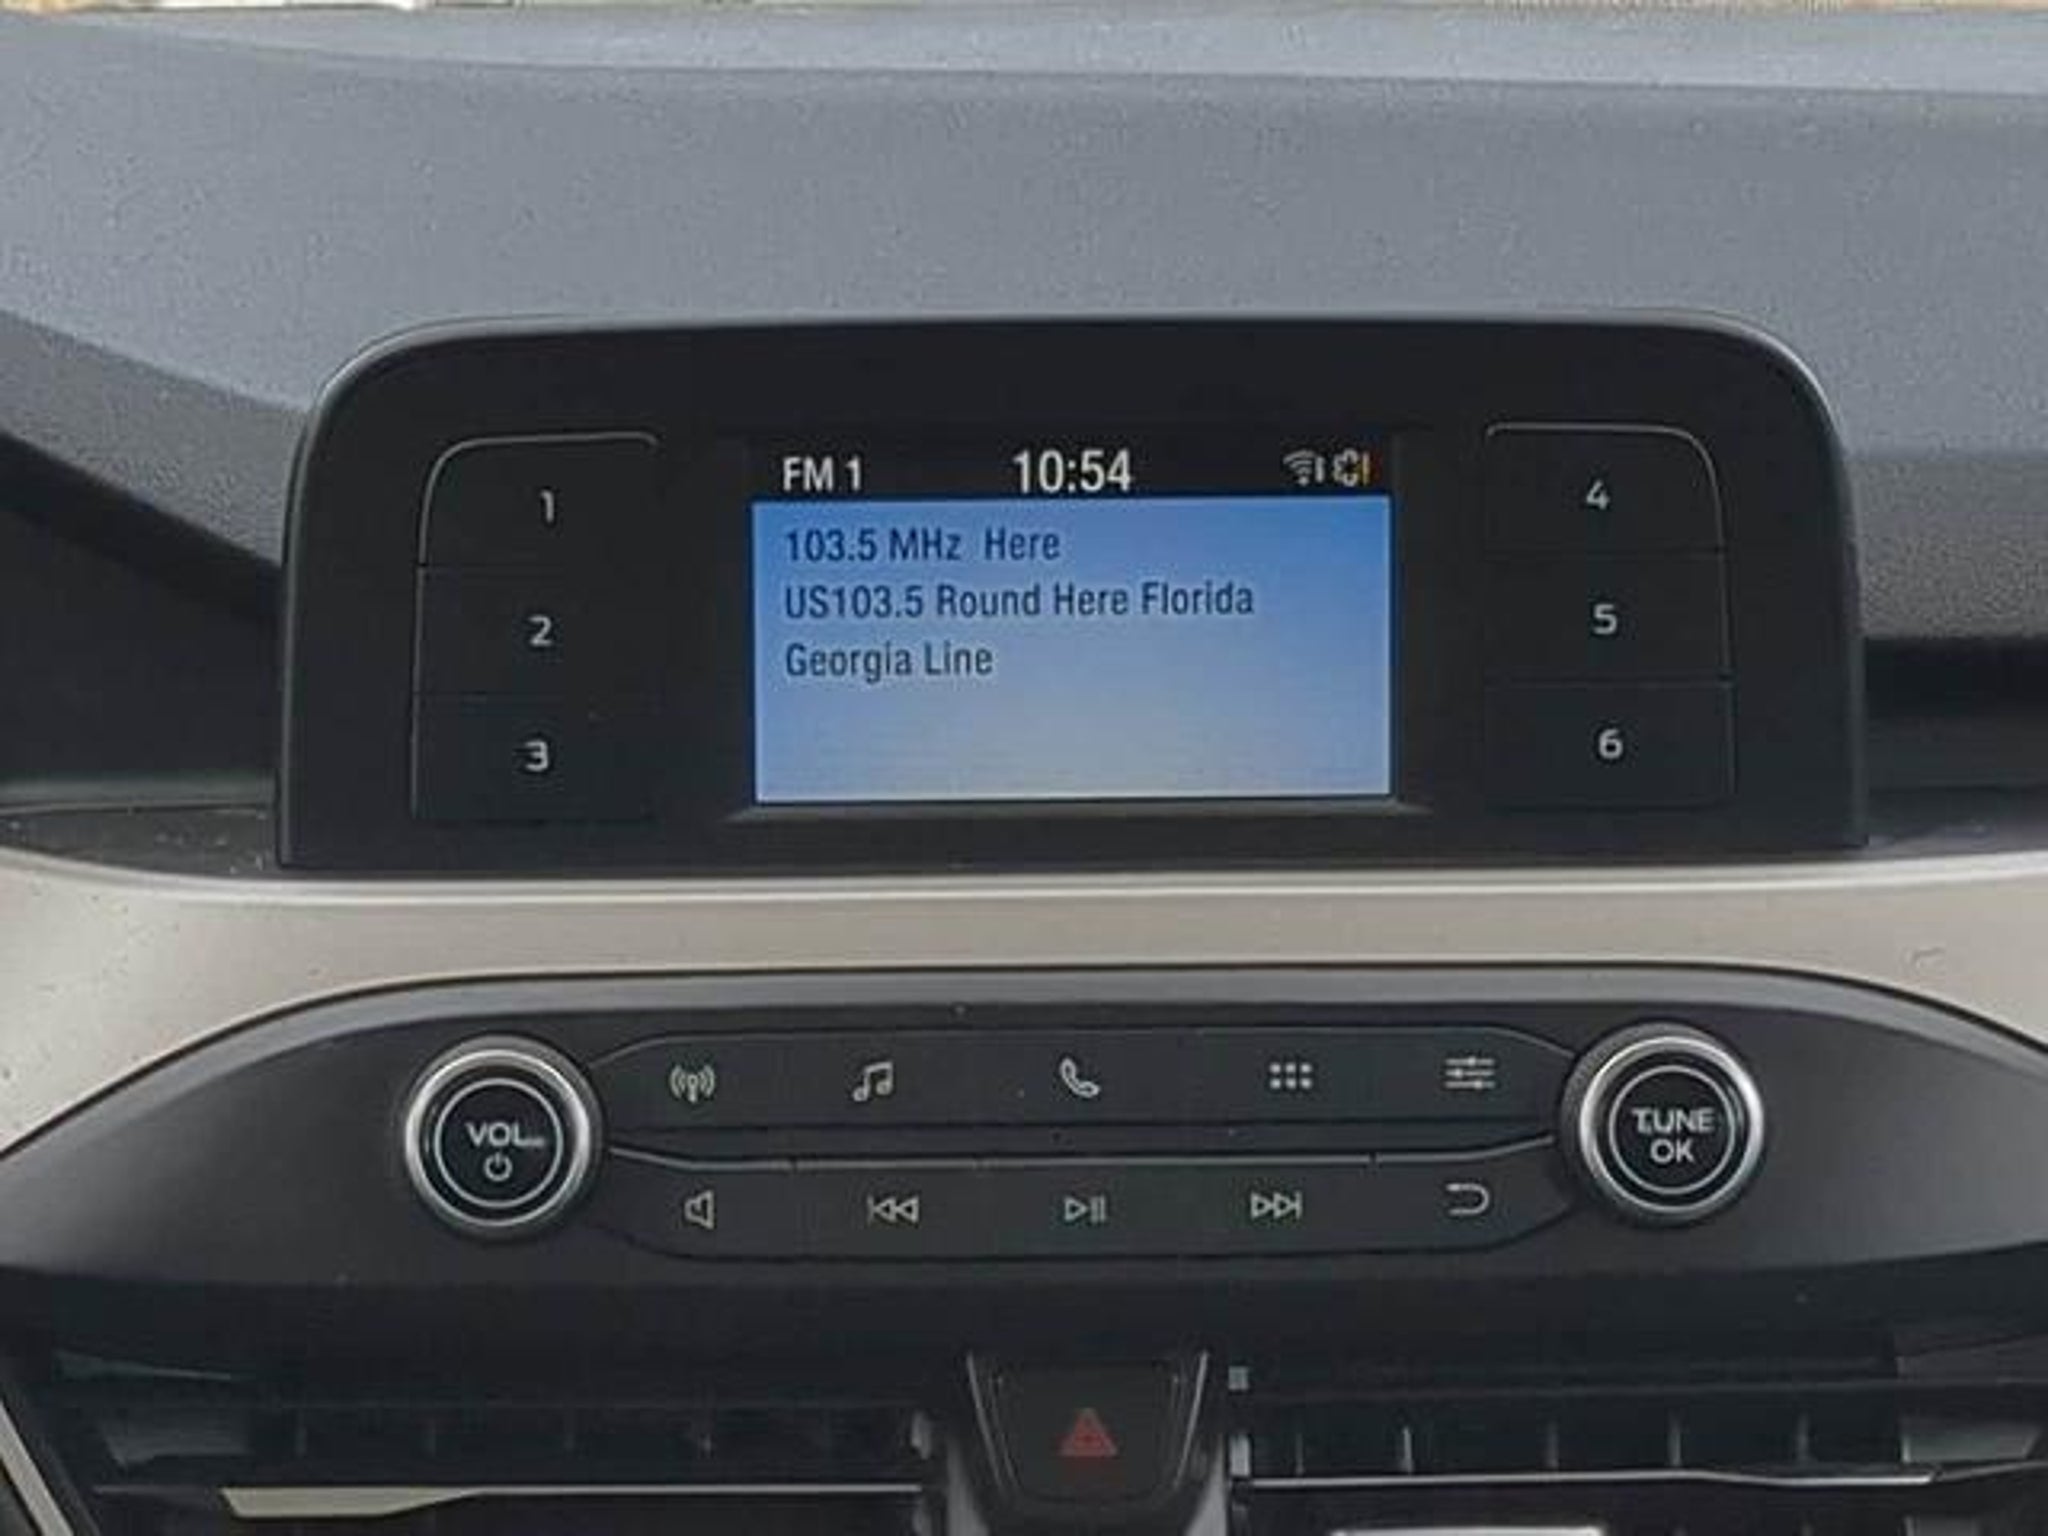 FM 1 10:54
103.5 MHz Here
US103.5 Round Here Florida
Georgia Line
1
2
3
4
5
6
VOL
TUNE
OK